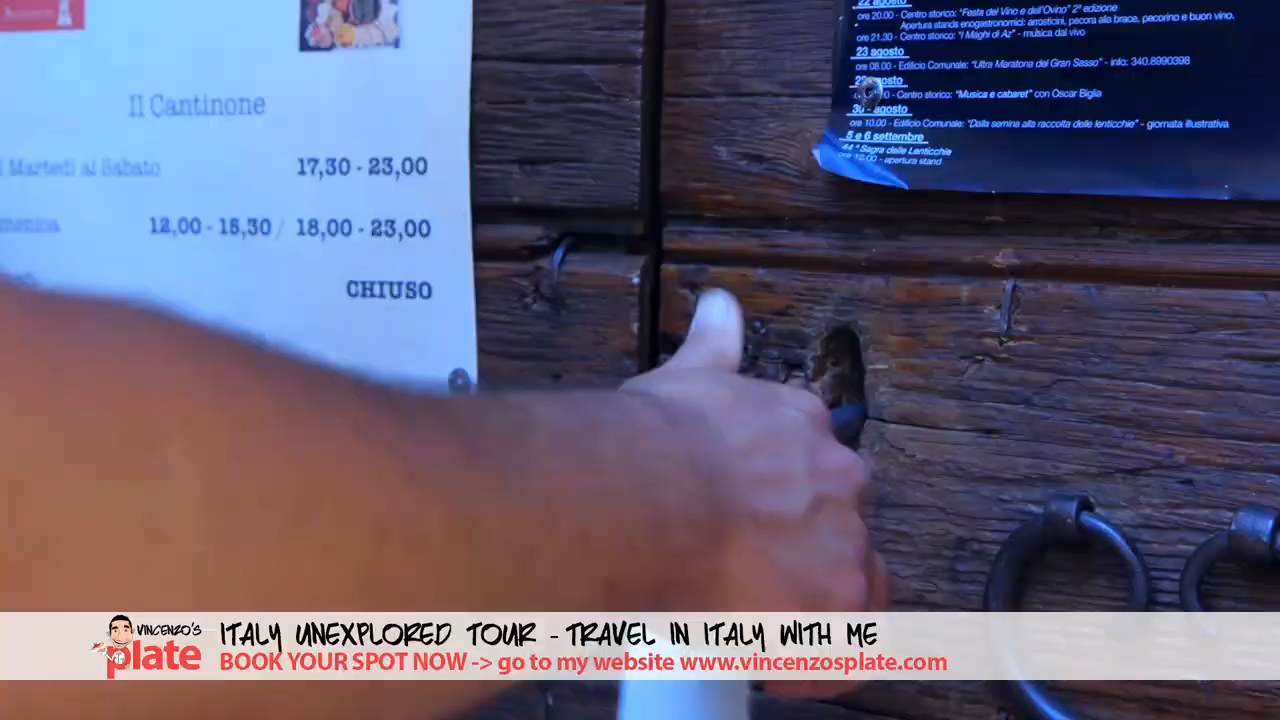 Il Cantinone
Martedì al Sabato 17,30 - 23,00
12,00 - 15,30 / 18,00 - 23,00
CHIUSO
22 agosto
ore 20.00 - Centro storico: "Festa del Vino e dell'Ovino" 2ª edizione
Apertura stands enogastronomici: arrosticini, pecora alla brace, pecorino e buon vino.
ore 21.30 - Centro storico: "I Maghi di Az" - musica dal vivo
23 agosto
ore 08.00 - Edificio Comunale: "Ultra Maratona del Gran Sasso" - info: 340.8990398
- Centro storico: "Musica e cabaret" con Oscar Biglia
30 - agosto
ore 10.00 - Edificio Comunale: "Dalla semina alla raccolta delle lenticchie" - giornata illustrativa
5 e 6 settembre
44ª Sagra delle Lenticchie
ore 12.00 - apertura stand
VINCENZO'S
plate
ITALY UNEXPLORED TOUR - TRAVEL IN ITALY WITH ME
BOOK YOUR SPOT NOW -> go to my website www.vincenzosplate.com